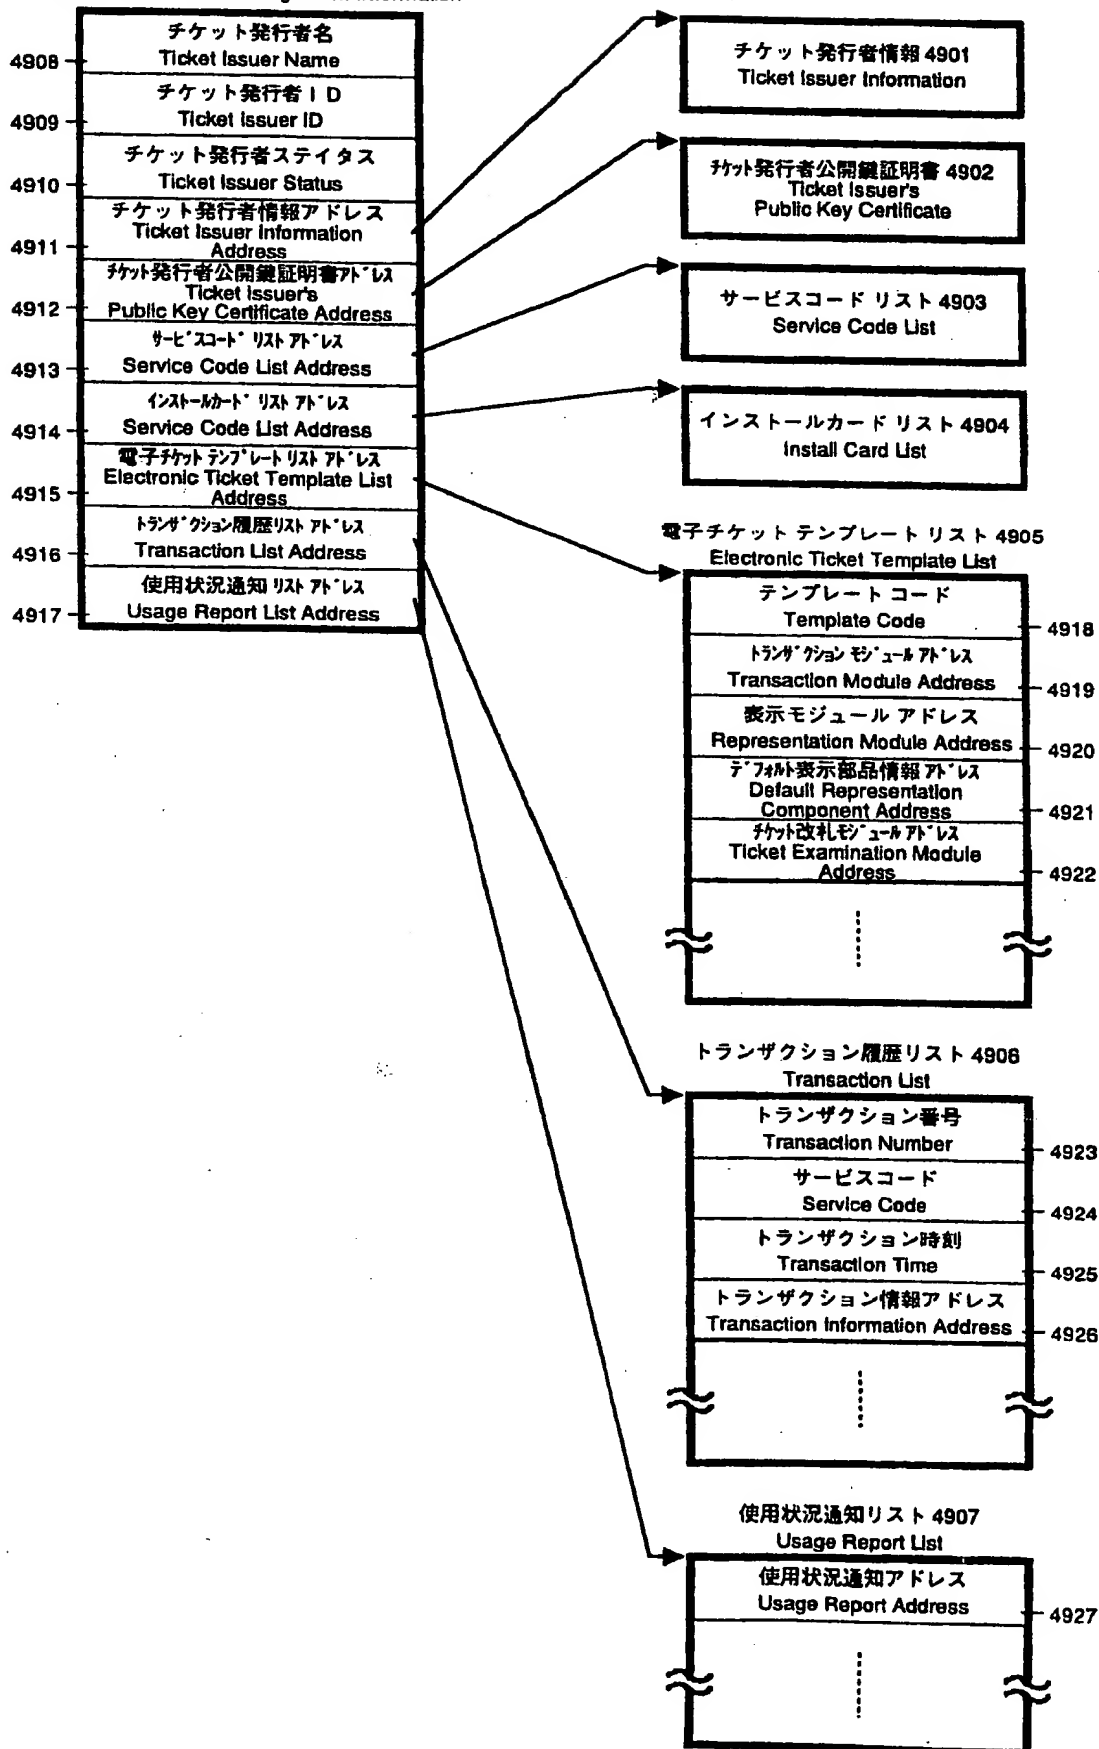 チケット発行者名
Ticket Issuer Name
4908
チケット発行者ID
Ticket Issuer ID
4909
チケット発行者ステイタス
Ticket Issuer Status
4910
チケット発行者情報アドレス
Ticket Issuer Information
Address
4911
チケット発行者公開鍵証明書アドレス
Ticket Issuer's
Public Key Certificate Address
4912
サービスコード リスト アドレス
Service Code List Address
4913
インストールカード リスト アドレス
Service Code List Address
4914
電子チケット テンプレート リスト アドレス
Electronic Ticket Template List
Address
4915
トランザクション履歴リスト アドレス
Transaction List Address
4916
使用状況通知 リスト アドレス
Usage Report List Address
4917
チケット発行者情報 4901
Ticket Issuer Information
チケット発行者公開鍵証明書 4902
Ticket Issuer's
Public Key Certificate
サービスコード リスト 4903
Service Code List
インストールカード リスト 4904
Install Card List
電子チケット テンプレート リスト 4905
Electronic Ticket Template List
テンプレート コード
Template Code
4918
トランザクション モジュール アドレス
Transaction Module Address
4919
表示モジュール アドレス
Representation Module Address
4920
デフォルト表示部品情報 アドレス
Default Representation
Component Address
4921
チケット改札モジュール アドレス
Ticket Examination Module
Address
4922
トランザクション履歴リスト 4906
Transaction List
トランザクション番号
Transaction Number
4923
サービスコード
Service Code
4924
トランザクション時刻
Transaction Time
4925
トランザクション情報アドレス
Transaction Information Address
4926
使用状況通知リスト 4907
Usage Report List
使用状況通知アドレス
Usage Report Address
4927